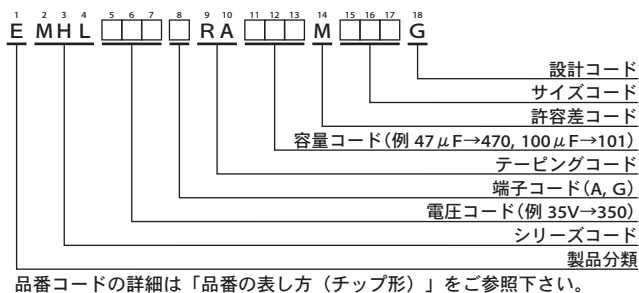 1 2 3 4 5 6 7 8 9 10 11 12 13 14 15 16 17 18
E MHL □□□ □ RA □□□ M □□□ G
設計コード
サイズコード
許容差コード
容量コード(例 47μF→470, 100μF→101)
テーピングコード
端子コード(A, G)
電圧コード(例 35V→350)
シリーズコード
製品分類
品番コードの詳細は「品番の表し方(チップ形)」をご参照下さい。